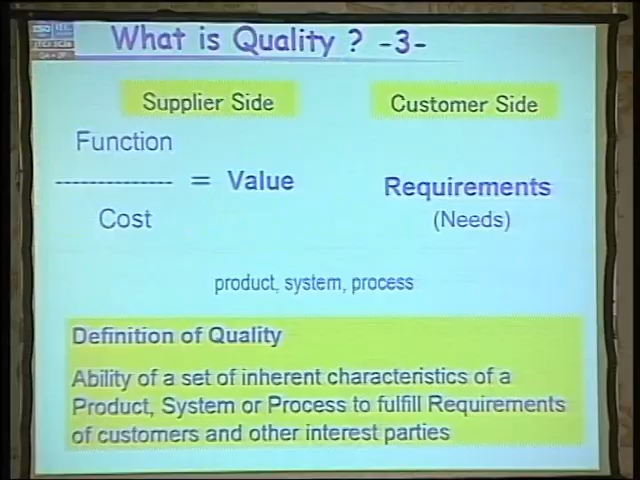 What is Quality ? -3-
Supplier Side
Customer Side
Function
--------------- = Value
Cost
Requirements
(Needs)
product, system, process
Definition of Quality
Ability of a set of inherent characteristics of a
Product, System or Process to fulfill Requirements
of customers and other interest parties